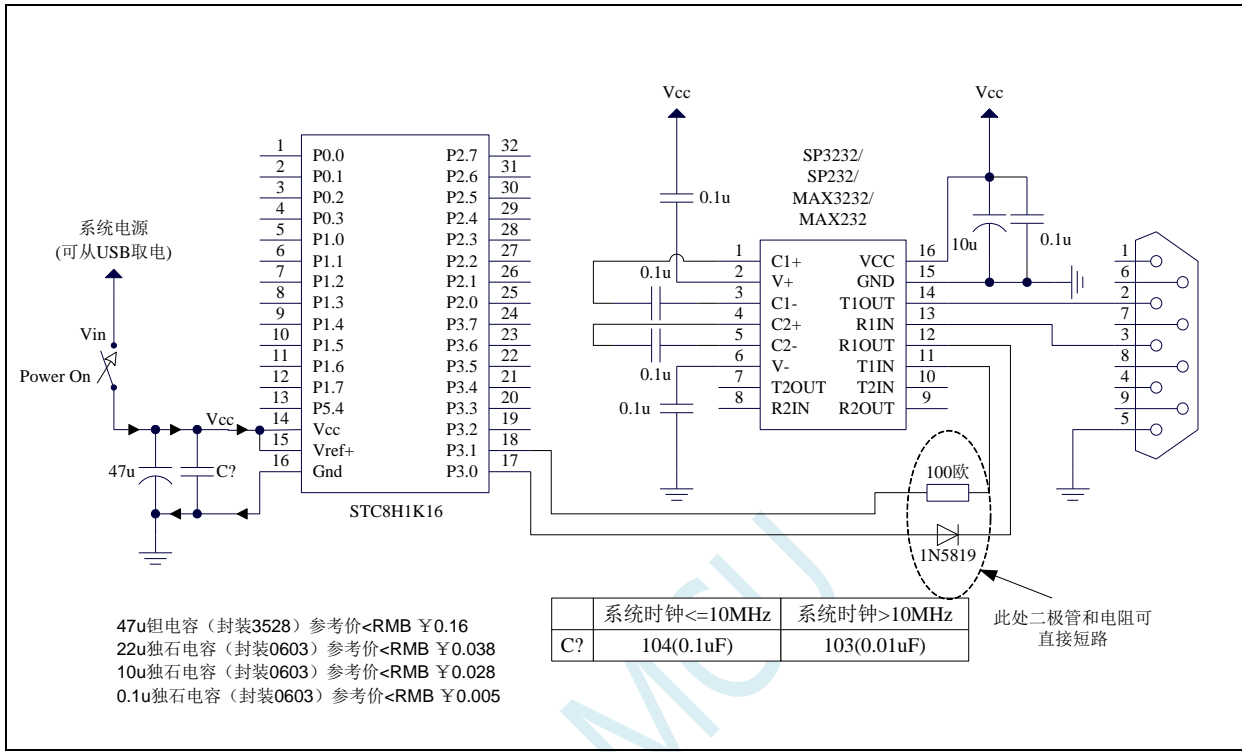 系统电源
(可从USB取电)
Vin
Power On
47u
C?
Vcc
1 P0.0 P2.7 32
2 P0.1 P2.6 31
3 P0.2 P2.5 30
4 P0.3 P2.4 29
5 P1.0 P2.3 28
6 P1.1 P2.2 27
7 P1.2 P2.1 26
8 P1.3 P2.0 25
9 P1.4 P3.7 24
10 P1.5 P3.6 23
11 P1.6 P3.5 22
12 P1.7 P3.4 21
13 P5.4 P3.3 20
14 Vcc P3.2 19
15 Vref+ P3.1 18
16 Gnd P3.0 17
STC8H1K16
Vcc
0.1u
0.1u
0.1u
0.1u
SP3232/
SP232/
MAX3232/
MAX232
1 C1+ VCC 16
2 V+ GND 15
3 C1- T1OUT 14
4 C2+ R1IN 13
5 C2- R1OUT 12
6 V- T1IN 11
7 T2OUT T2IN 10
8 R2IN R2OUT 9
Vcc
10u
0.1u
1
6
2
7
3
8
4
9
5
100欧
1N5819
此处二极管和电阻可
直接短路
系统时钟<=10MHz 系统时钟>10MHz
C? 104(0.1uF) 103(0.01uF)
47u钽电容（封装3528）参考价<RMB ￥0.16
22u独石电容（封装0603）参考价<RMB ￥0.038
10u独石电容（封装0603）参考价<RMB ￥0.028
0.1u独石电容（封装0603）参考价<RMB ￥0.005
MCU